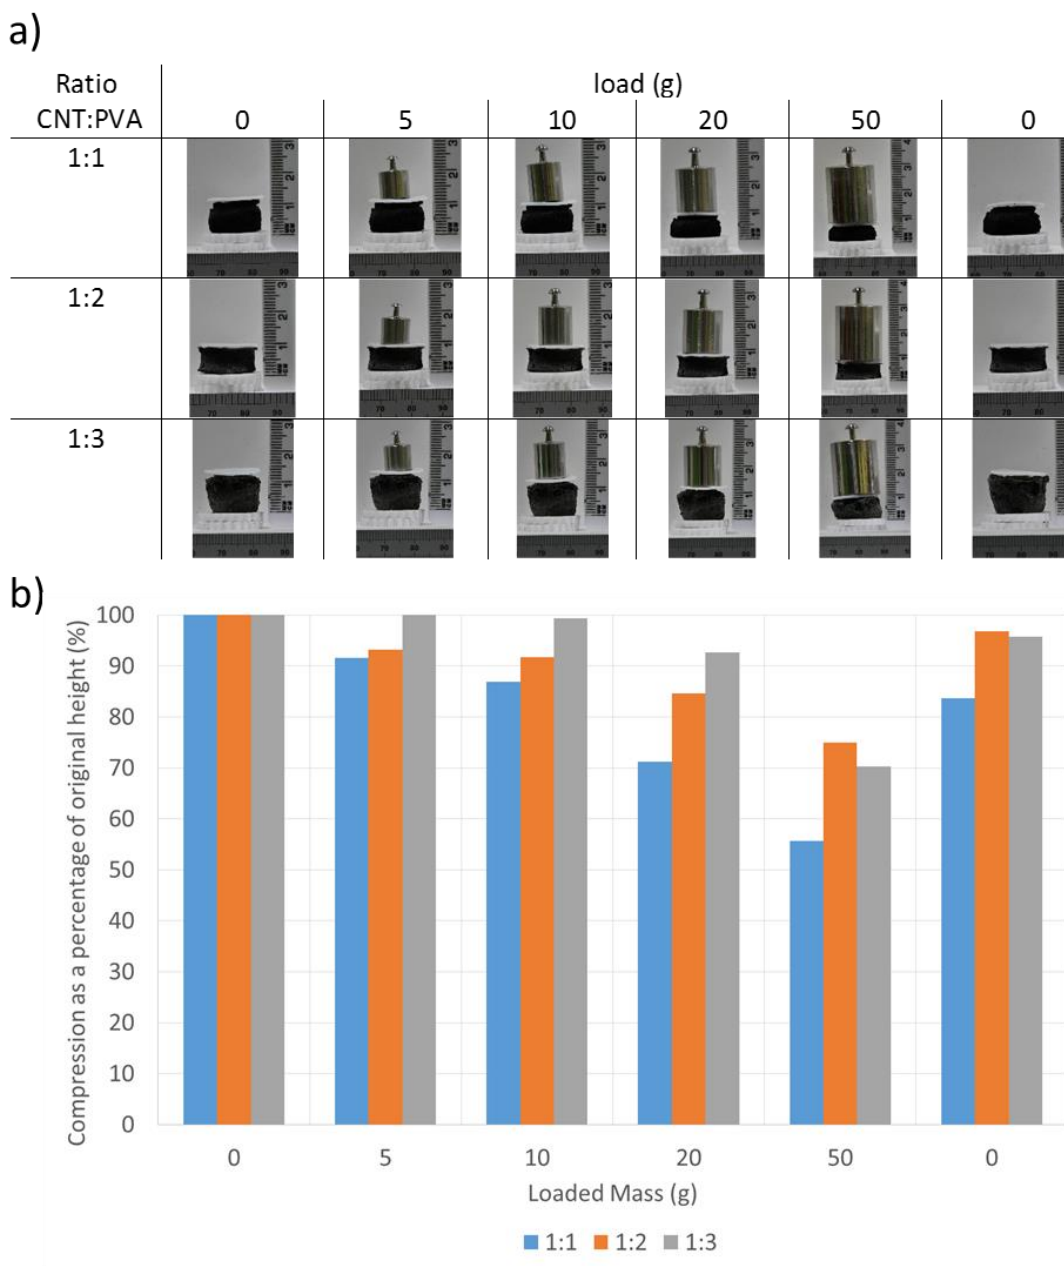 a)
Ratio load (g)
CNT:PVA 0 5 10 20 50 0
1:1
1:2
1:3
b)
Compression as a percentage of original height (%)
100
90
80
70
60
50
40
30
20
10
0
0 5 10 20 50 0
Loaded Mass (g)
1:1 1:2 1:3